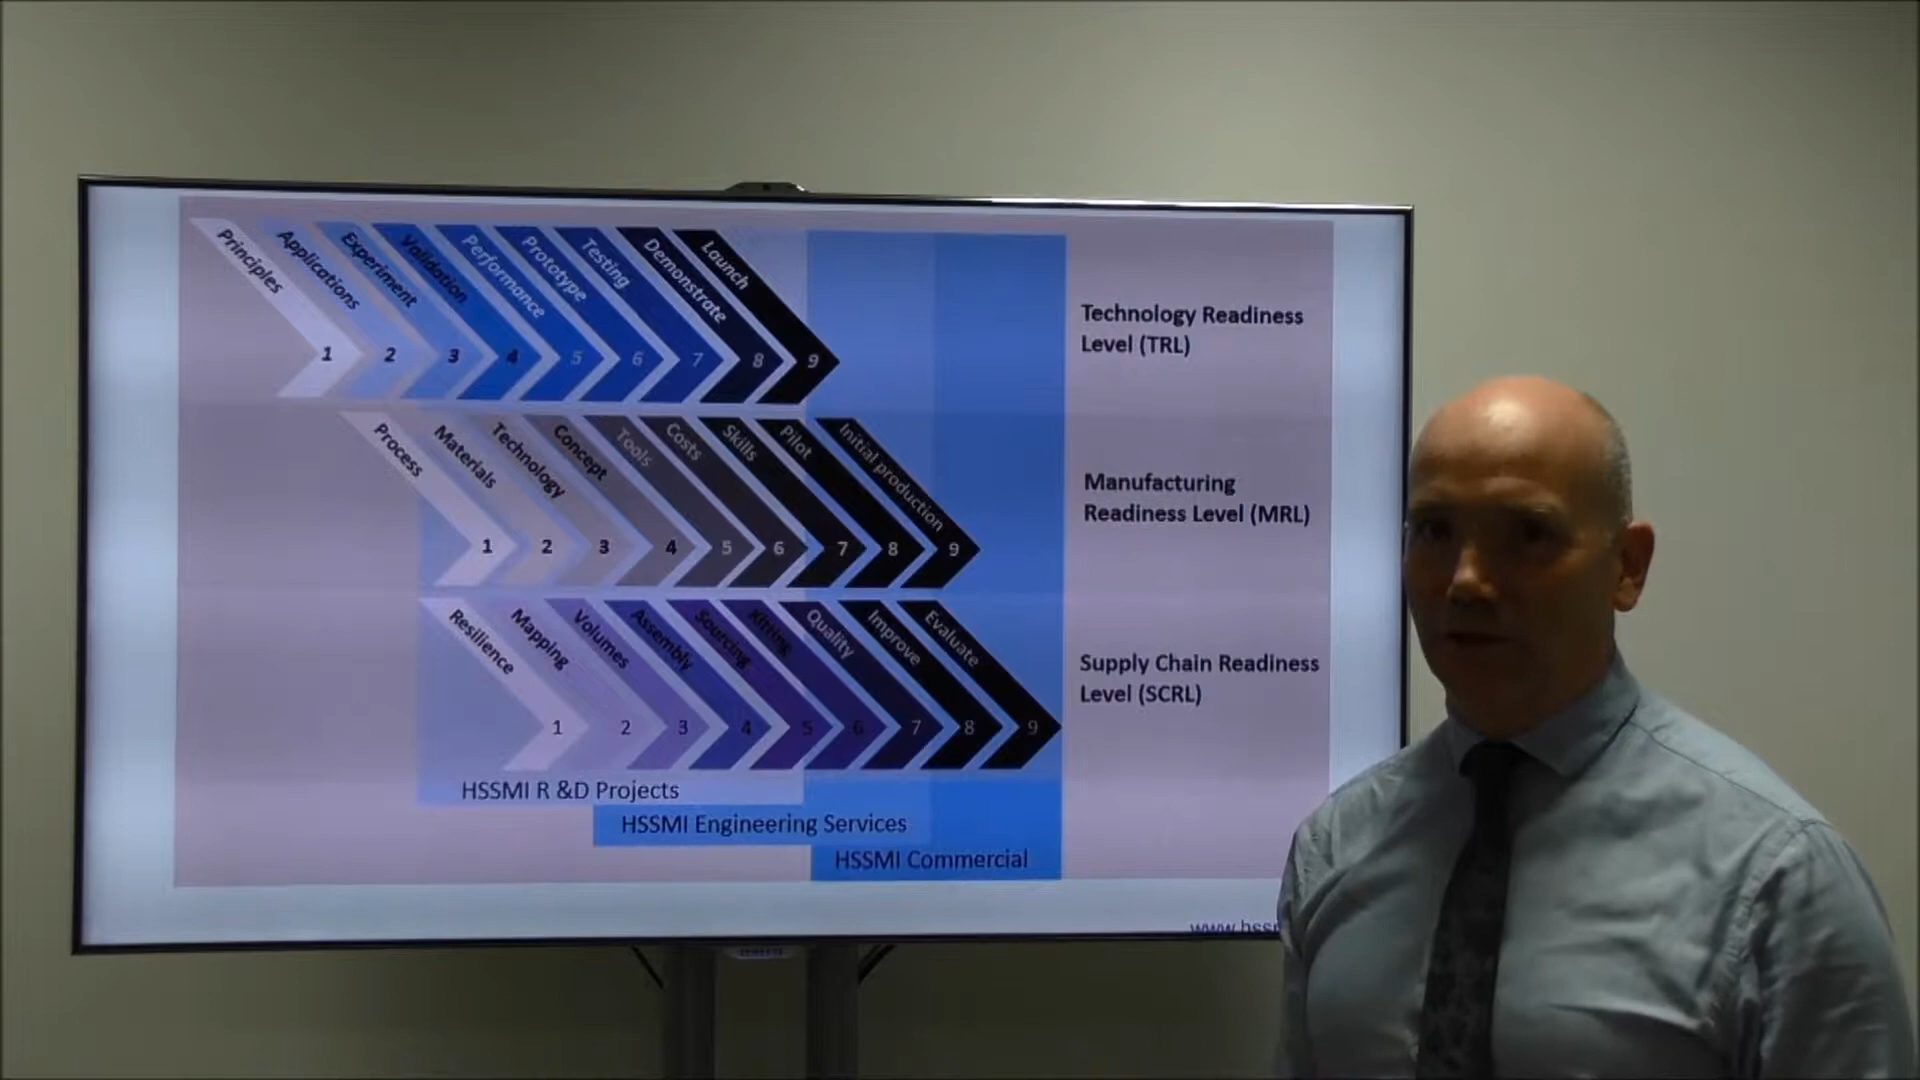 Principles
Applications
Experiment
Validation
Performance
Prototype
Testing
Demonstrate
Launch
1 2 3 4 5 6 7 8 9
Technology Readiness
Level (TRL)
Process
Materials
Technology
Concept
Tools
Costs
Skills
Pilot
Initial production
1 2 3 4 5 6 7 8 9
Manufacturing
Readiness Level (MRL)
Resilience
Mapping
Volumes
Assembly
Sourcing
Kitting
Quality
Improve
Evaluate
1 2 3 4 5 6 7 8 9
Supply Chain Readiness
Level (SCRL)
HSSMI R &D Projects
HSSMI Engineering Services
HSSMI Commercial